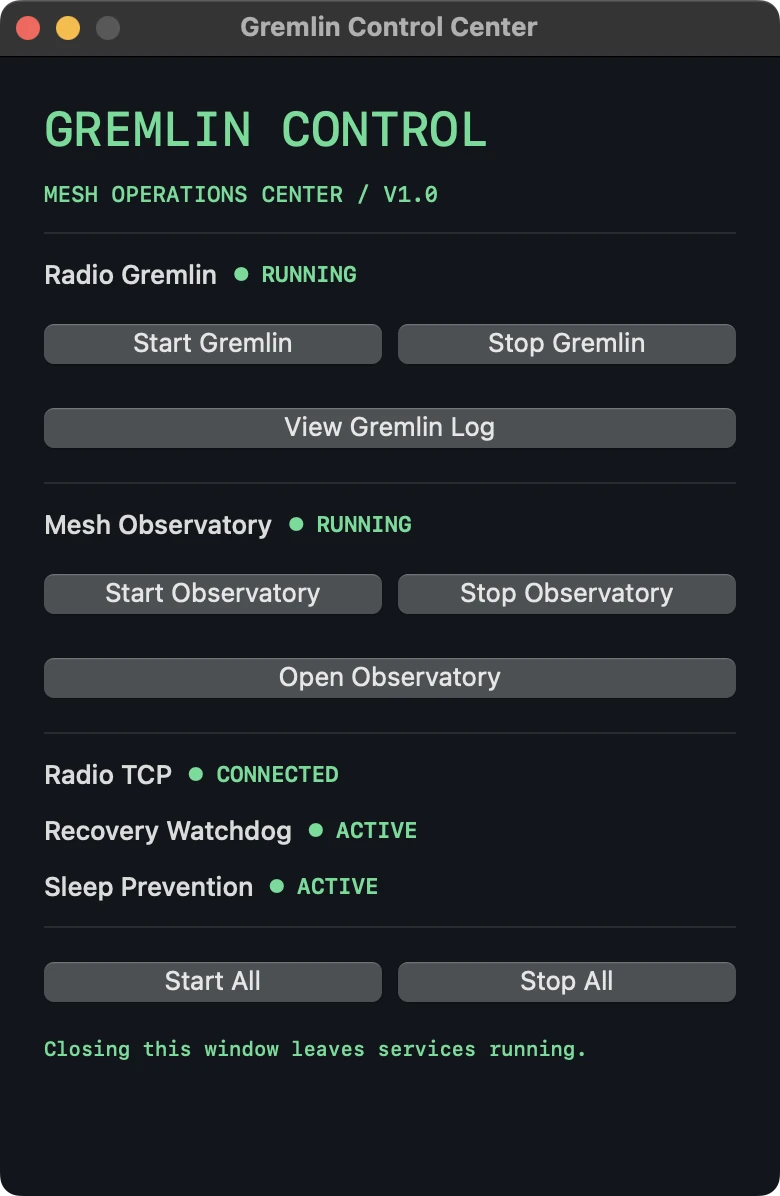 Gremlin Control Center
GREMLIN CONTROL
MESH OPERATIONS CENTER / V1.0
Radio Gremlin RUNNING
Start Gremlin Stop Gremlin
View Gremlin Log
Mesh Observatory RUNNING
Start Observatory Stop Observatory
Open Observatory
Radio TCP CONNECTED
Recovery Watchdog ACTIVE
Sleep Prevention ACTIVE
Start All Stop All
Closing this window leaves services running.